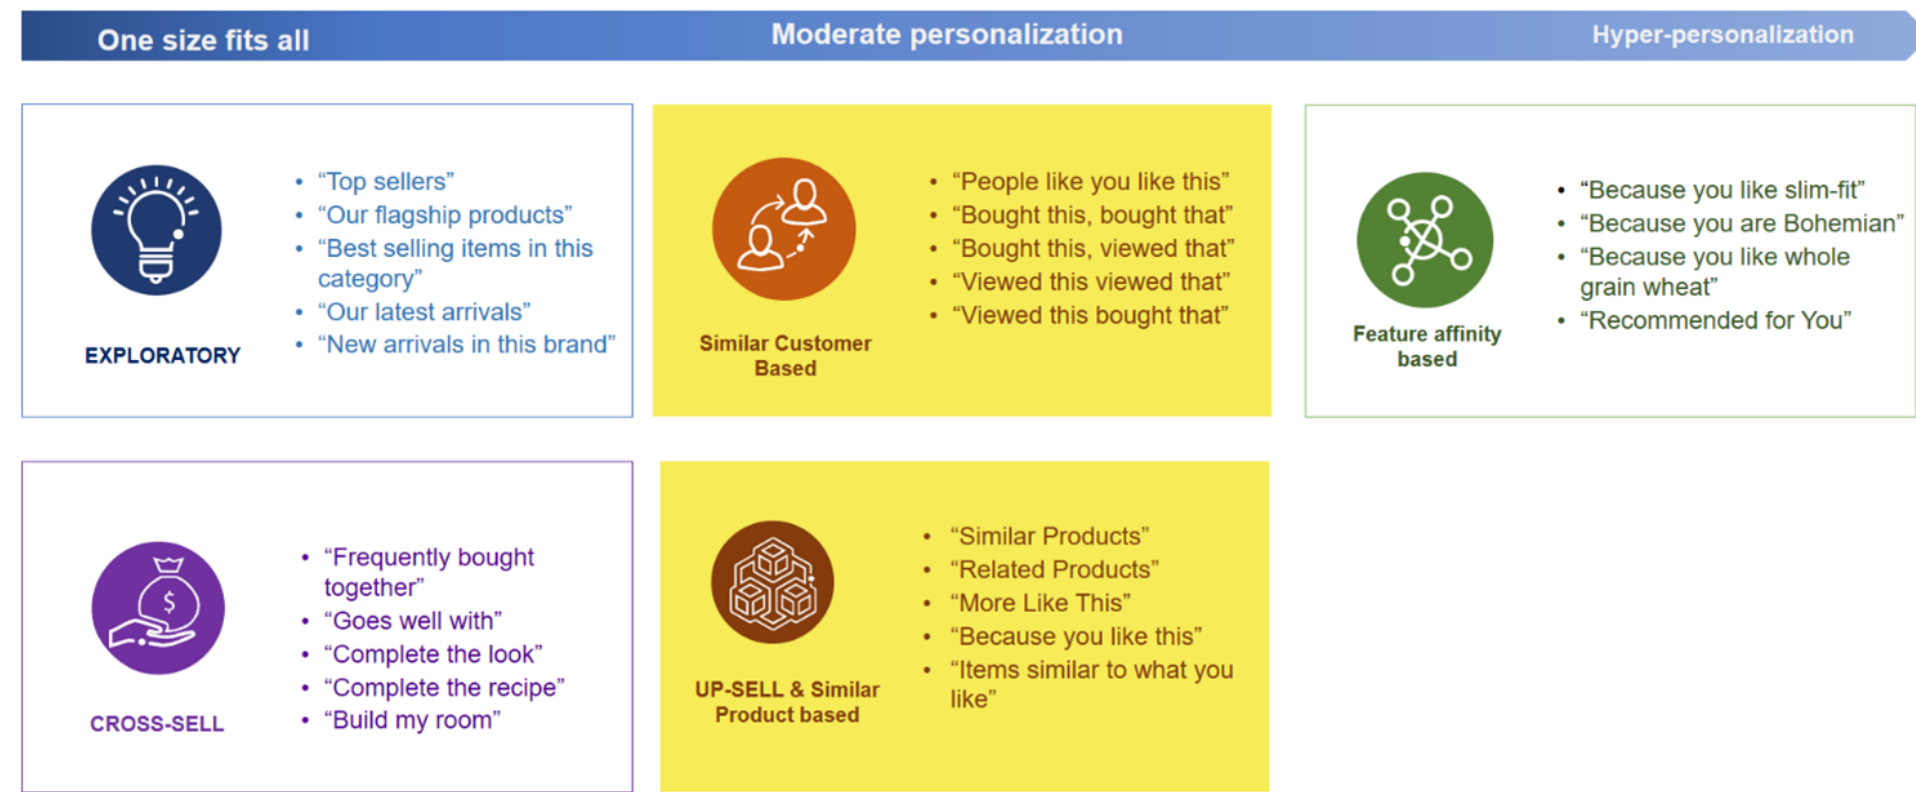 One size fits all
Moderate personalization
Hyper-personalization
EXPLORATORY
• “Top sellers”
• “Our flagship products”
• “Best selling items in this
category”
• “Our latest arrivals”
• “New arrivals in this brand”
Similar Customer
Based
• “People like you like this”
• “Bought this, bought that”
• “Bought this, viewed that”
• “Viewed this viewed that”
• “Viewed this bought that”
Feature affinity
based
• “Because you like slim-fit”
• “Because you are Bohemian”
• “Because you like whole
grain wheat”
• “Recommended for You”
$
CROSS-SELL
• “Frequently bought
together”
• “Goes well with”
• “Complete the look”
• “Complete the recipe”
• “Build my room”
UP-SELL & Similar
Product based
• “Similar Products”
• “Related Products”
• “More Like This”
• “Because you like this”
• “Items similar to what you
like”